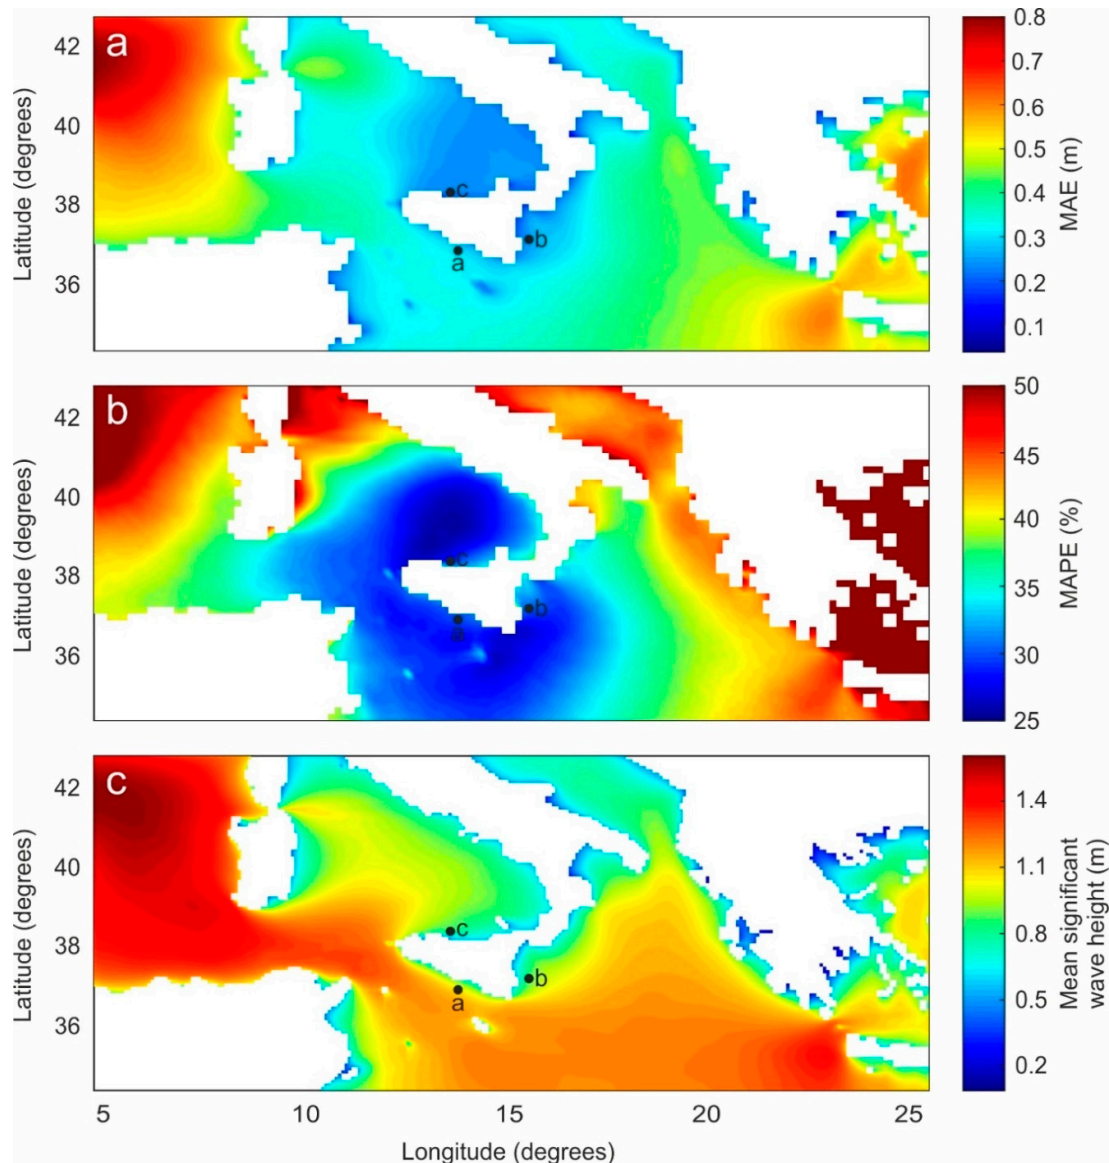 a
42
40
38
36
Latitude (degrees)
c
b
a
0.8
0.7
0.6
0.5
0.4
0.3
0.2
0.1
MAE (m)
b
42
40
38
36
Latitude (degrees)
c
b
a
50
45
40
35
30
25
MAPE (%)
c
42
40
38
36
Latitude (degrees)
c
b
a
1.4
1.1
0.8
0.5
0.2
Mean significant
wave height (m)
5 10 15 20 25
Longitude (degrees)